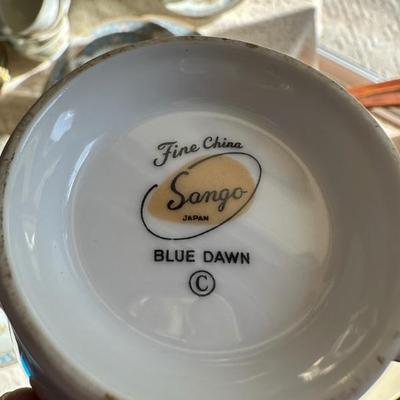 Fine China
Sango
JAPAN
BLUE DAWN
©